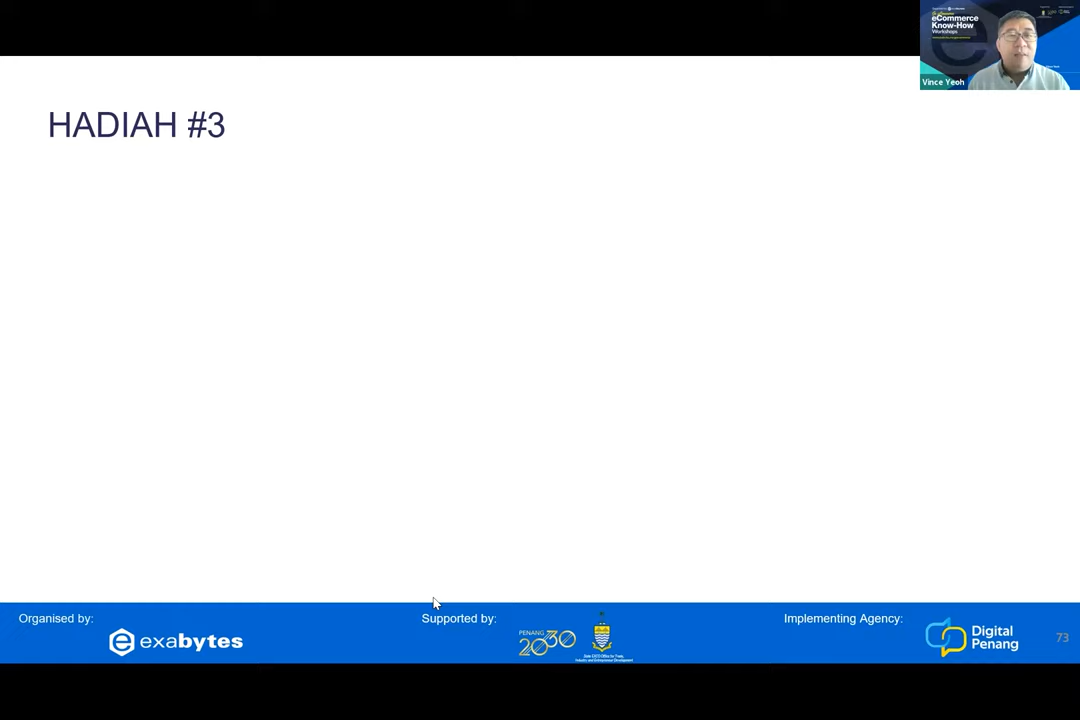 eCommerce
Know-How
Workshops
Vince Yeoh
HADIAH #3
Organised by:
exabytes
Supported by:
PENANG
2030
Implementing Agency:
Digital
Penang
73